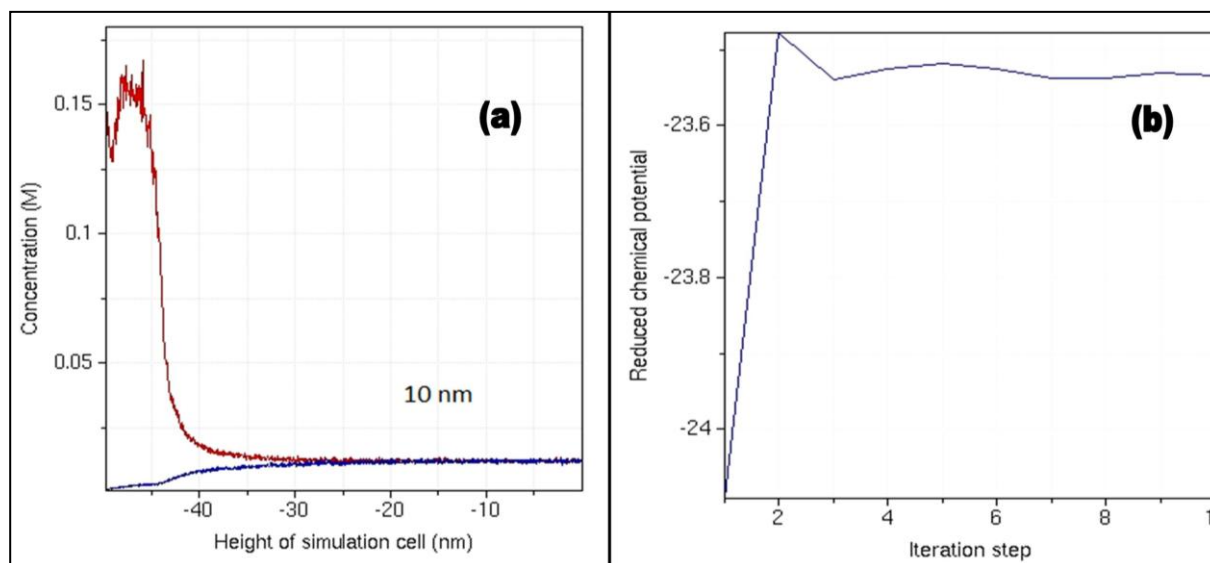 (a)
Concentration (M)
0.15
0.1
0.05
10 nm
-40 -30 -20 -10
Height of simulation cell (nm)
(b)
Reduced chemical potential
-23.6
-23.8
-24
2 4 6 8 1
Iteration step